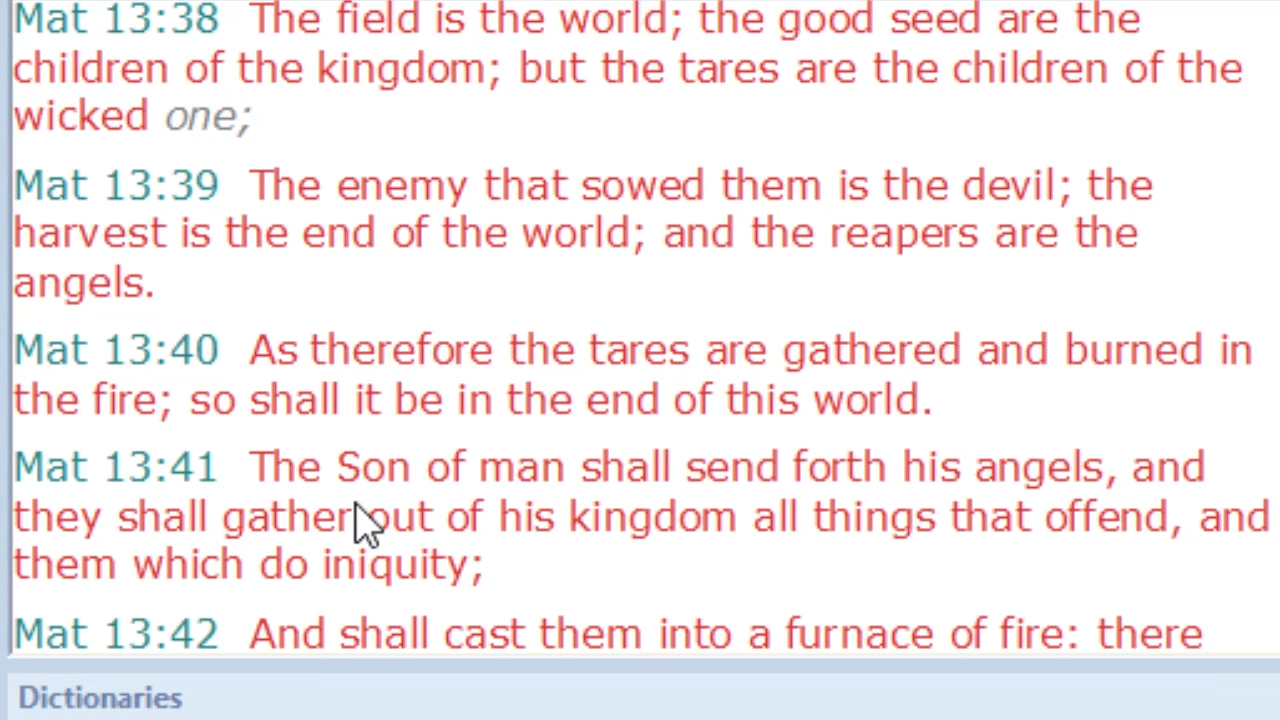 Mat 13:38 The field is the world; the good seed are the
children of the kingdom; but the tares are the children of the
wicked one;
Mat 13:39 The enemy that sowed them is the devil; the
harvest is the end of the world; and the reapers are the
angels.
Mat 13:40 As therefore the tares are gathered and burned in
the fire; so shall it be in the end of this world.
Mat 13:41 The Son of man shall send forth his angels, and
they shall gather out of his kingdom all things that offend, and
them which do iniquity;
Mat 13:42 And shall cast them into a furnace of fire: there
Dictionaries